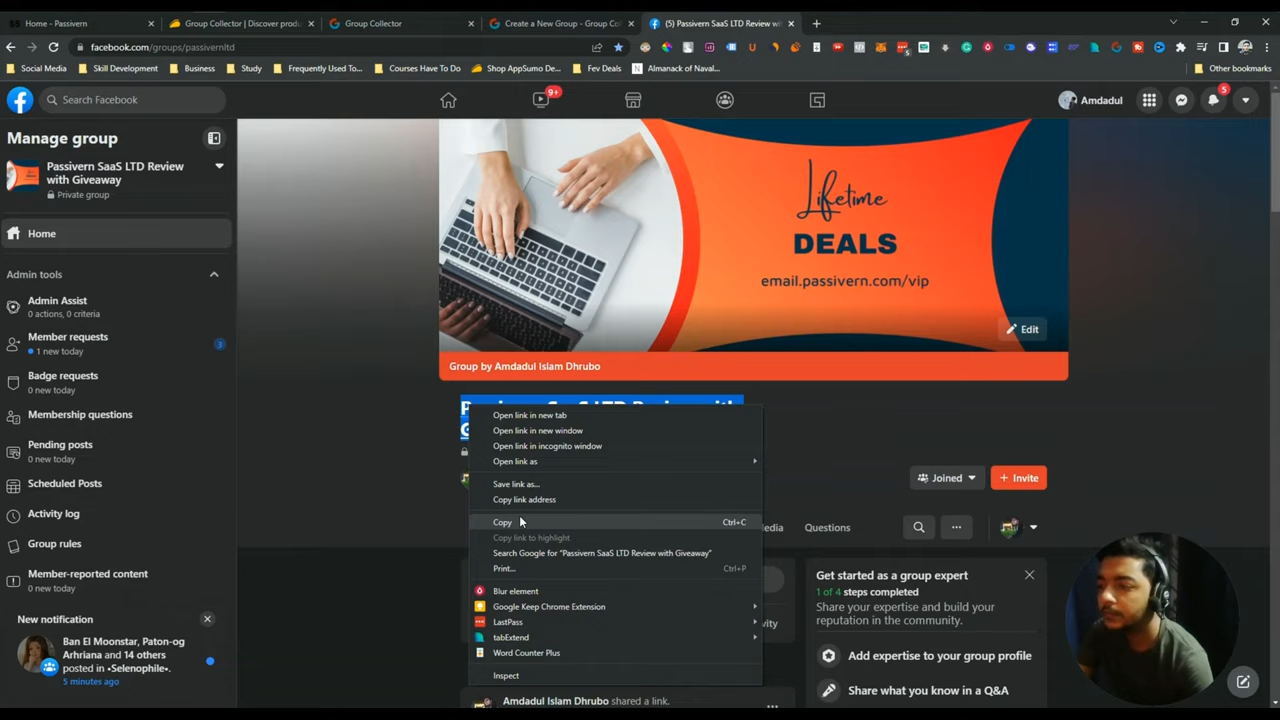 Home - Passivern
Group Collector | Discover produ
Group Collector
Create a New Group - Group Col
(5) Passivern SaaS LTD Review wi
facebook.com/groups/passivernltd
Social Media
Skill Development
Business
Study
Frequently Used To...
Courses Have To Do
Shop AppSumo De...
Fev Deals
Almanack of Naval...
Other bookmarks
Search Facebook
9+
Amdadul
5
Manage group
Passivern SaaS LTD Review
with Giveaway
Private group
Home
Admin tools
Admin Assist
0 actions, 0 criteria
Member requests
1 new today
3
Badge requests
0 new today
Membership questions
Pending posts
0 new today
Scheduled Posts
Activity log
Group rules
Member-reported content
0 new today
New notification
Ban El Moonstar, Paton-og
Arhriana and 14 others
posted in •Selenophile•.
5 minutes ago
Lifetime
DEALS
email.passivern.com/vip
Edit
Group by Amdadul Islam Dhrubo
Open link in new tab
Open link in new window
Open link in incognito window
Open link as
Save link as...
Copy link address
Copy Ctrl+C
Copy link to highlight
Search Google for "Passivern SaaS LTD Review with Giveaway"
Print... Ctrl+P
Blur element
Google Keep Chrome Extension
LastPass
tabExtend
Word Counter Plus
Inspect
Joined
+ Invite
Questions
Get started as a group expert
1 of 4 steps completed
Share your expertise and build your
reputation in the community.
Add expertise to your group profile
Share what you know in a Q&A
Amdadul Islam Dhrubo shared a link.